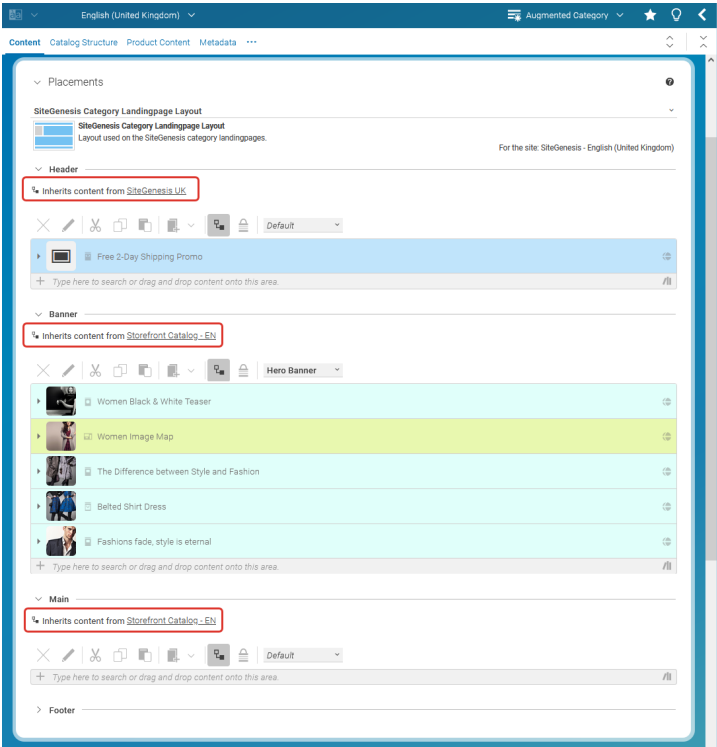 English (United Kingdom)
Augmented Category
Content Catalog Structure Product Content Metadata
Placements
SiteGenesis Category Landingpage Layout
SiteGenesis Category Landingpage Layout
Layout used on the SiteGenesis category landingpages.
For the site: SiteGenesis - English (United Kingdom)
Header
Inherits content from SiteGenesis UK
Default
Free 2-Day Shipping Promo
Type here to search or drag and drop content onto this area.
Banner
Inherits content from Storefront Catalog - EN
Hero Banner
Women Black & White Teaser
Women Image Map
The Difference between Style and Fashion
Belted Shirt Dress
Fashions fade, style is eternal
Type here to search or drag and drop content onto this area.
Main
Inherits content from Storefront Catalog - EN
Default
Type here to search or drag and drop content onto this area.
Footer